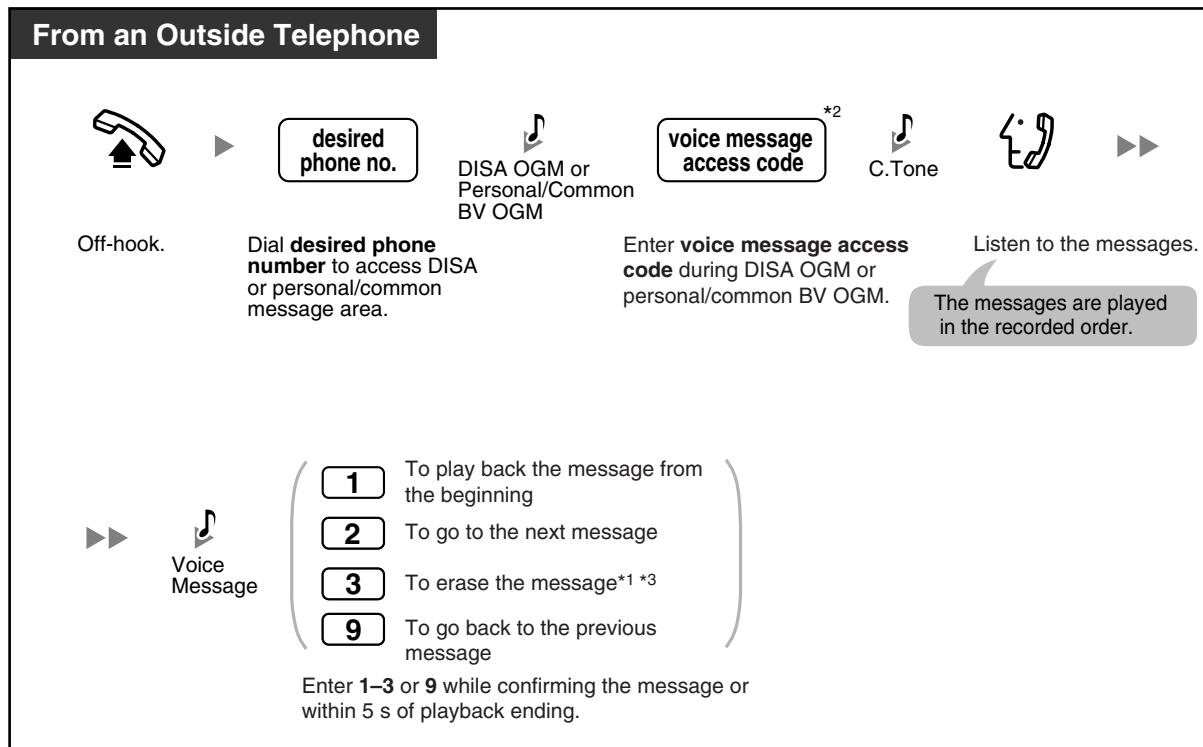 From an Outside Telephone
desired
phone no.
DISA OGM or
Personal/Common
BV OGM
voice message
access code
*2
C.Tone
Off-hook.
Dial desired phone
number to access DISA
or personal/common
message area.
Enter voice message access
code during DISA OGM or
personal/common BV OGM.
Listen to the messages.
The messages are played
in the recorded order.
Voice
Message
1 To play back the message from
the beginning
2 To go to the next message
3 To erase the message*1 *3
9 To go back to the previous
message
Enter 1–3 or 9 while confirming the message or
within 5 s of playback ending.